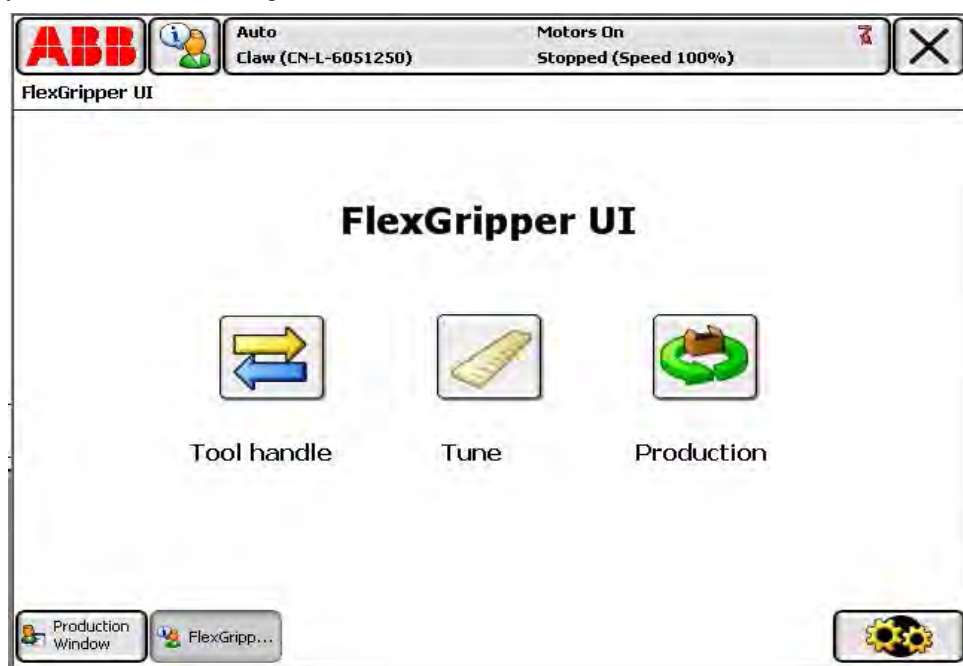 ABB
Auto
Motors On
Claw (CN-L-6051250)
Stopped (Speed 100%)
FlexGripper UI
FlexGripper UI
Tool handle
Tune
Production
Production
Window
FlexGripp...